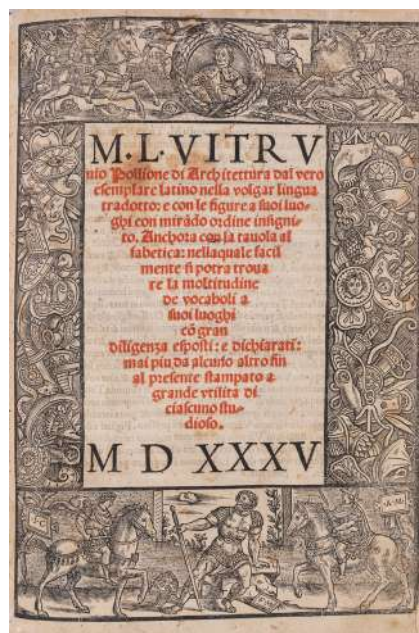 M. L. VITRV
uio Pollione di Architettura dal vero
esemplare latino nella volgar lingua
tradotto: e con le figure a suoi luo-
ghi con mirãdo ordine insigni-
to. Anchora con la tauola al
fabetica: nellaquale facil
mente si potra troua
re la moltitudine
de vocaboli a
suoi luoghi
cõ gran
diligenza esposti: e dichiarati:
mai piu da alcuno altro fin
al presente stampato a
grande vtilita di
ciascuno stu-
dioso.
M D XXXV